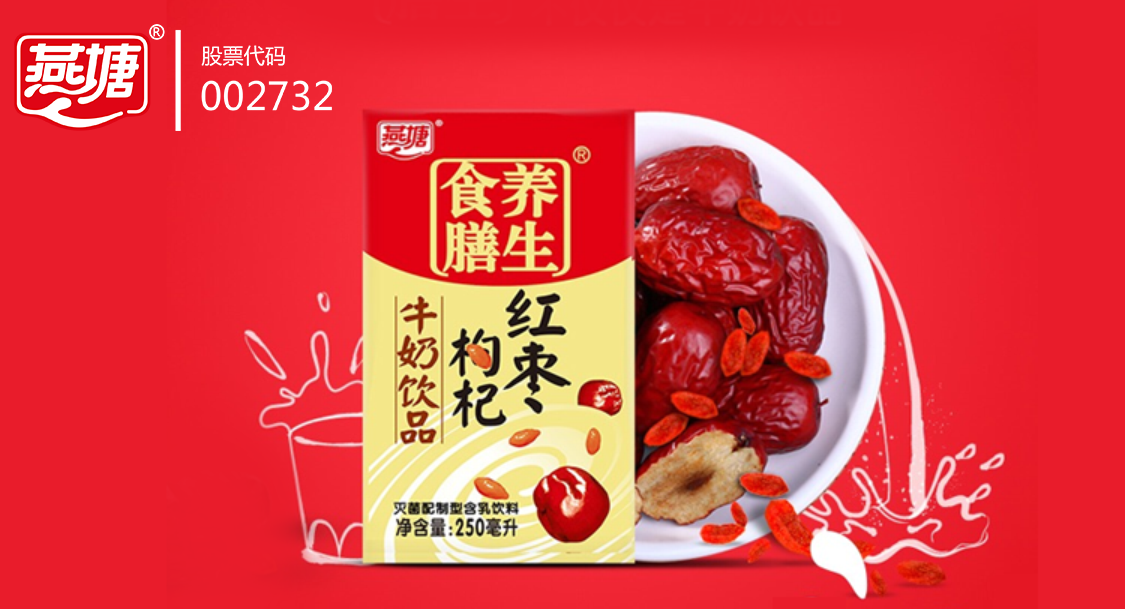 燕塘®
股票代码
002732
燕塘®
养生®
食膳
红枣
枸杞
牛奶饮品
灭菌配制型含乳饮料
净含量:250毫升